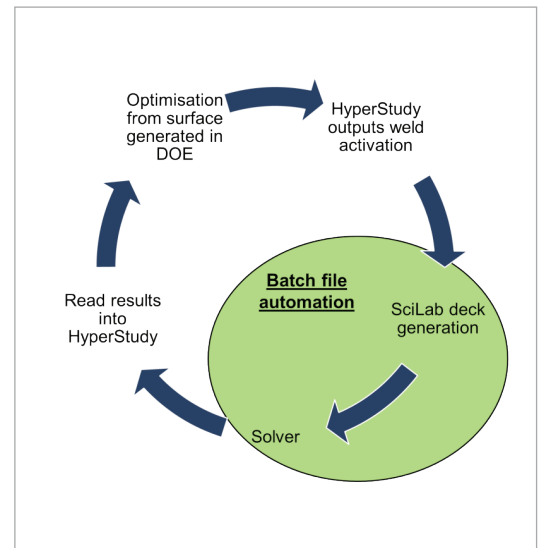 Optimisation
from surface
generated in
DOE
HyperStudy
outputs weld
activation
Batch file
automation
SciLab deck
generation
Solver
Read results
into
HyperStudy